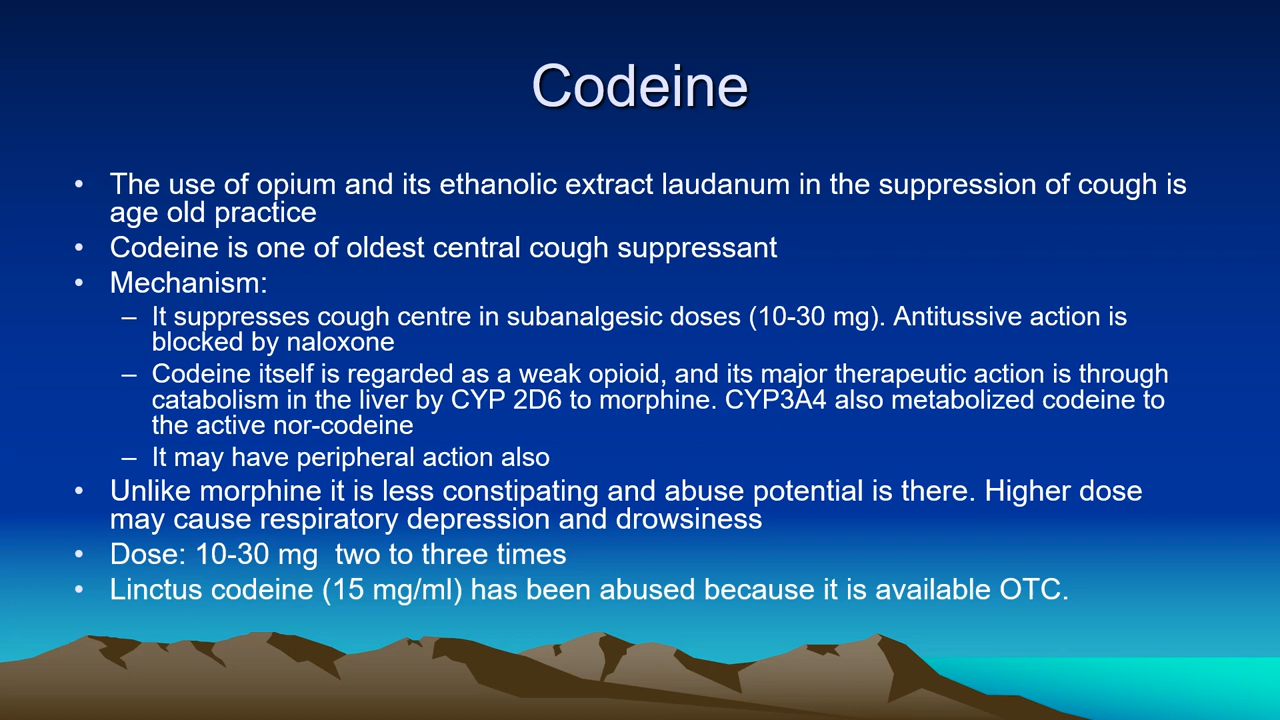 Codeine
• The use of opium and its ethanolic extract laudanum in the suppression of cough is
age old practice
• Codeine is one of oldest central cough suppressant
• Mechanism:
– It suppresses cough centre in subanalgesic doses (10-30 mg). Antitussive action is
blocked by naloxone
– Codeine itself is regarded as a weak opioid, and its major therapeutic action is through
catabolism in the liver by CYP 2D6 to morphine. CYP3A4 also metabolized codeine to
the active nor-codeine
– It may have peripheral action also
• Unlike morphine it is less constipating and abuse potential is there. Higher dose
may cause respiratory depression and drowsiness
• Dose: 10-30 mg  two to three times
• Linctus codeine (15 mg/ml) has been abused because it is available OTC.